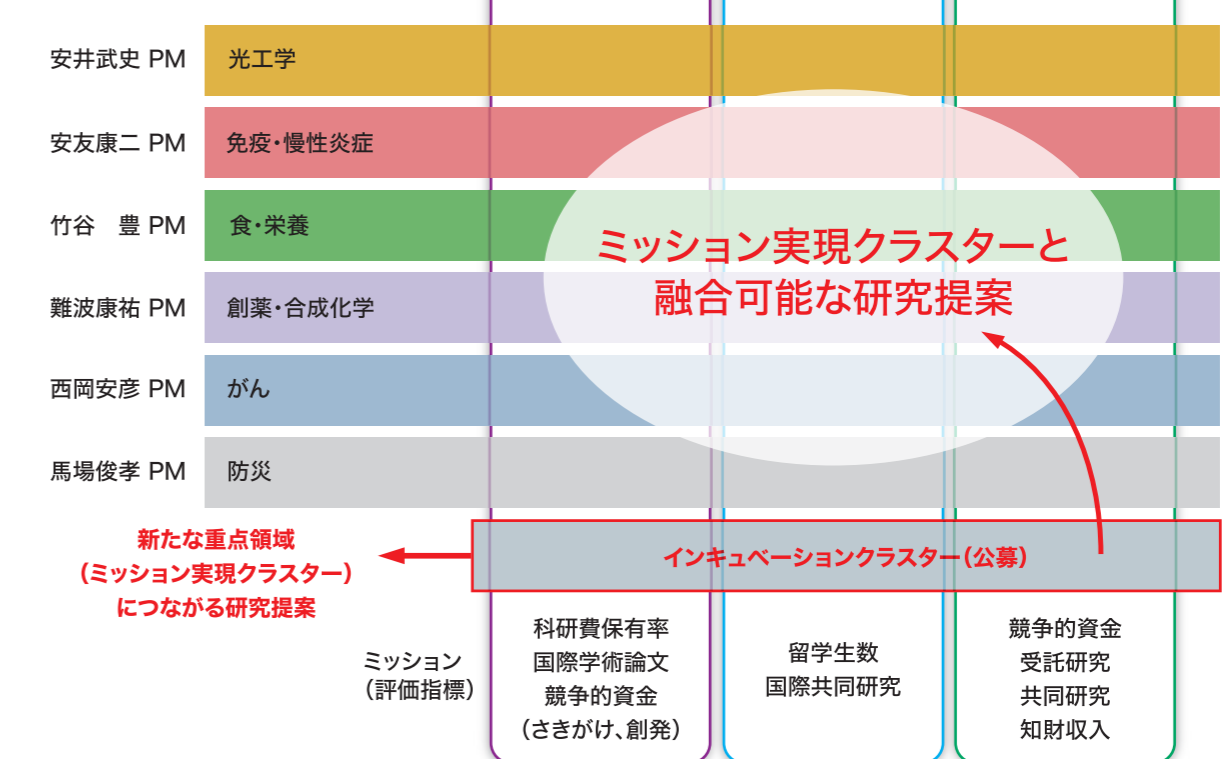 安井武史 PM
光工学
安友康二 PM
免疫・慢性炎症
竹谷　豊 PM
食・栄養
難波康祐 PM
創薬・合成化学
西岡安彦 PM
がん
馬場俊孝 PM
防災
ミッション実現クラスターと
融合可能な研究提案
新たな重点領域
（ミッション実現クラスター）
につながる研究提案
インキュベーションクラスター（公募）
ミッション
（評価指標）
科研費保有率
国際学術論文
競争的資金
（さきがけ、創発）
留学生数
国際共同研究
競争的資金
受託研究
共同研究
知財収入